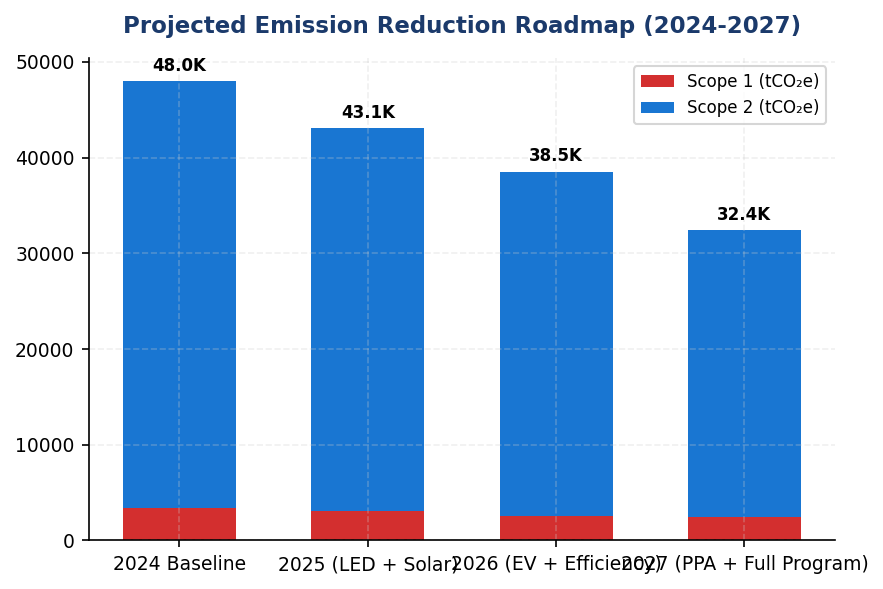 Projected Emission Reduction Roadmap (2024-2027)
50000
40000
30000
20000
10000
0
48.0K
43.1K
38.5K
32.4K
Scope 1 (tCO₂e)
Scope 2 (tCO₂e)
2024 Baseline
2025 (LED + Solar)
2026 (EV + Efficiency)
2027 (PPA + Full Program)